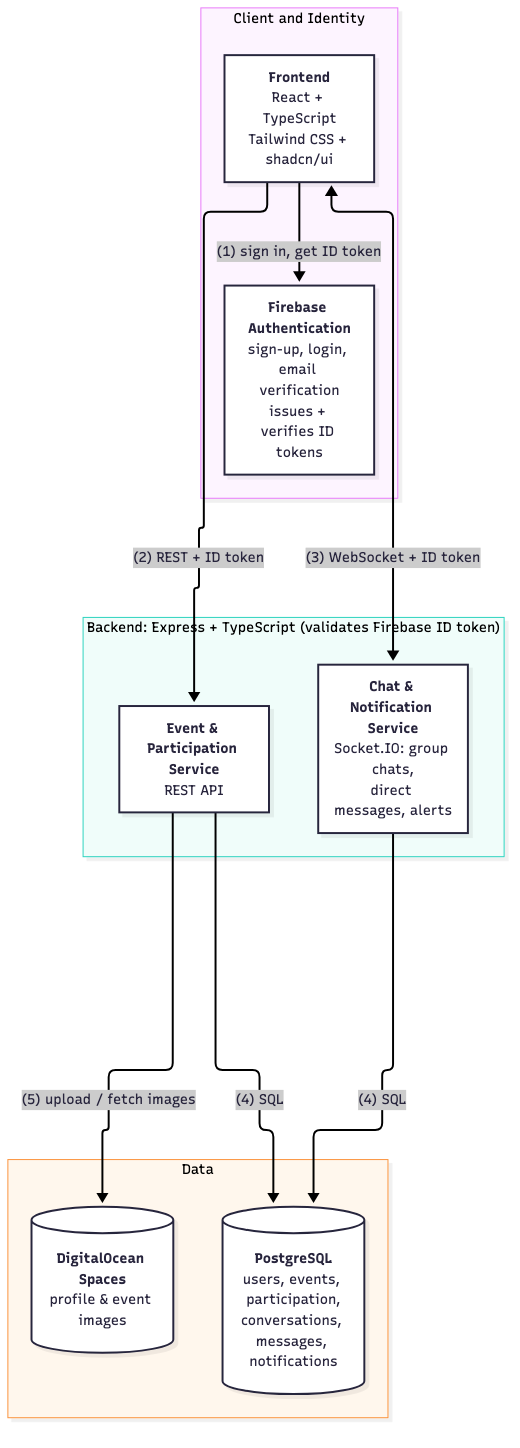 Client and Identity
Frontend
React +
TypeScript
Tailwind CSS +
shadcn/ui
(1) sign in, get ID token
Firebase
Authentication
sign-up, login,
email
verification
issues +
verifies ID
tokens
(2) REST + ID token
(3) WebSocket + ID token
Backend: Express + TypeScript (validates Firebase ID token)
Event &
Participation
Service
REST API
Chat &
Notification
Service
Socket.IO: group
chats,
direct
messages, alerts
(5) upload / fetch images
(4) SQL
(4) SQL
Data
DigitalOcean
Spaces
profile & event
images
PostgreSQL
users, events,
participation,
conversations,
messages,
notifications